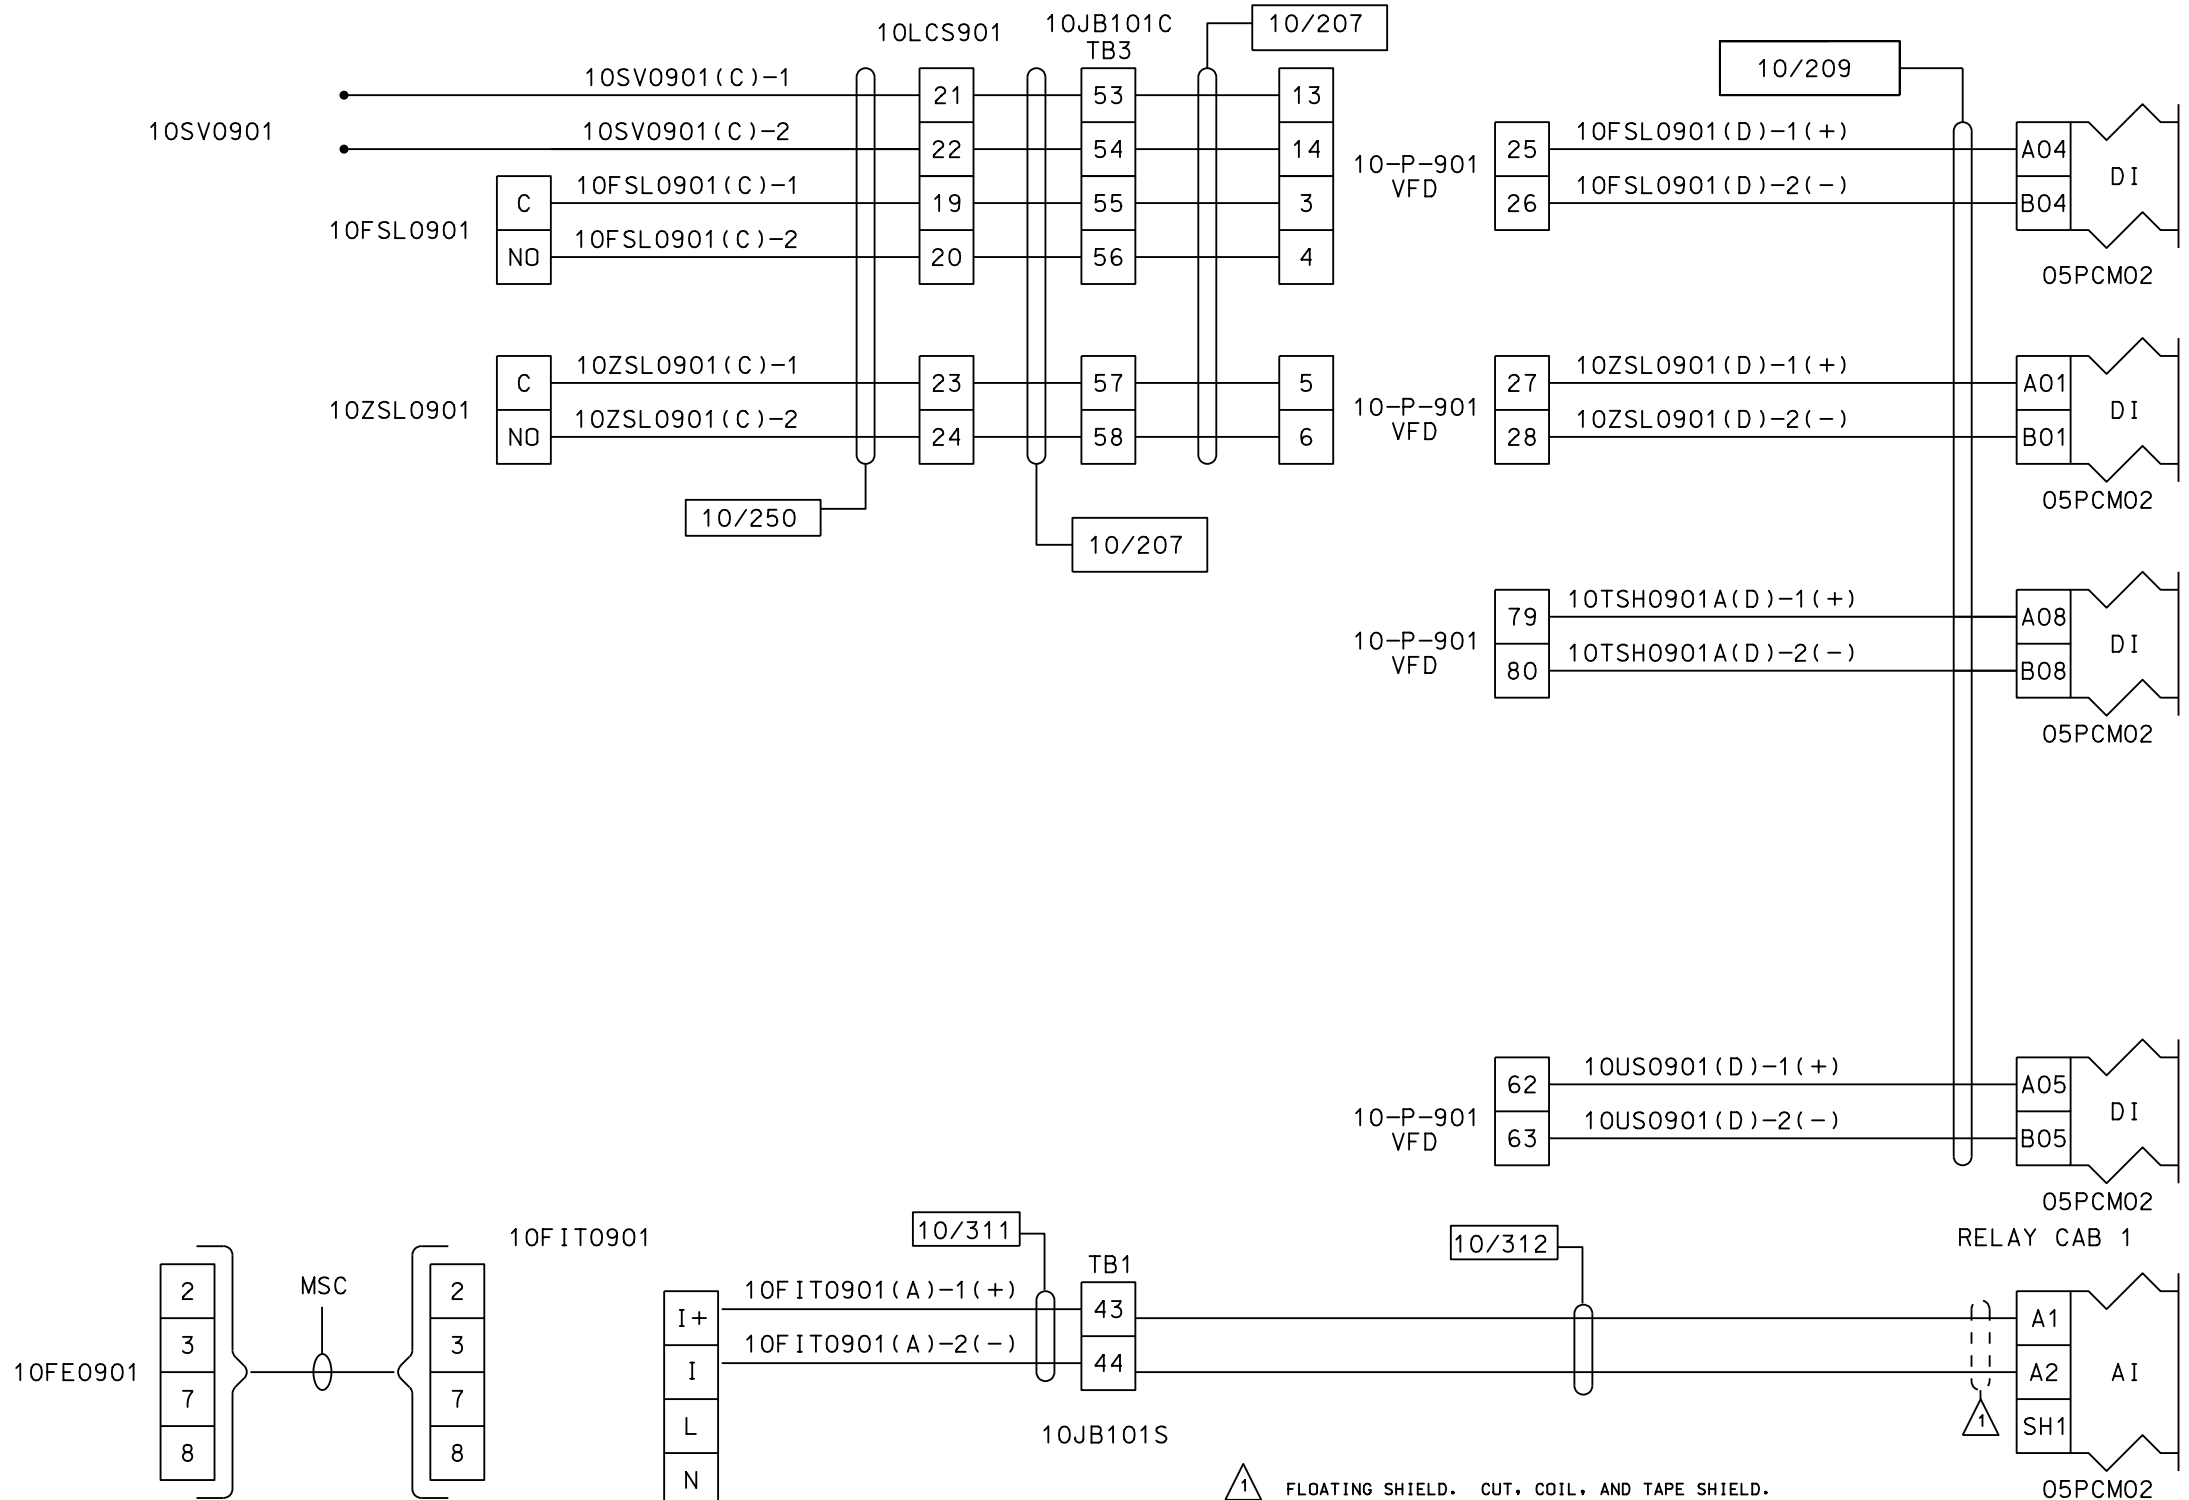 10LCS901
10JB101C
TB3
10/207
10/209
10SV0901
10SV0901(C)-1
21
53
13
10SV0901(C)-2
22
54
14
10FSL0901
C
10FSL0901(C)-1
19
55
3
NO
10FSL0901(C)-2
20
56
4
10-P-901
VFD
25
10FSL0901(D)-1(+)
A04
26
10FSL0901(D)-2(-)
B04
DI
05PCM02
10ZSL0901
C
10ZSL0901(C)-1
23
57
5
NO
10ZSL0901(C)-2
24
58
6
10-P-901
VFD
27
10ZSL0901(D)-1(+)
A01
28
10ZSL0901(D)-2(-)
B01
DI
05PCM02
10/250
10/207
10-P-901
VFD
79
10TSH0901A(D)-1(+)
A08
80
10TSH0901A(D)-2(-)
B08
DI
05PCM02
10-P-901
VFD
62
10US0901(D)-1(+)
A05
63
10US0901(D)-2(-)
B05
DI
05PCM02
RELAY CAB 1
10FE0901
2
3
7
8
MSC
2
3
7
8
10FIT0901
I+
I
L
N
10FIT0901(A)-1(+)
10FIT0901(A)-2(-)
10/311
TB1
43
44
10JB101S
10/312
1
A1
A2
SH1
AI
05PCM02
1 FLOATING SHIELD. CUT, COIL, AND TAPE SHIELD.